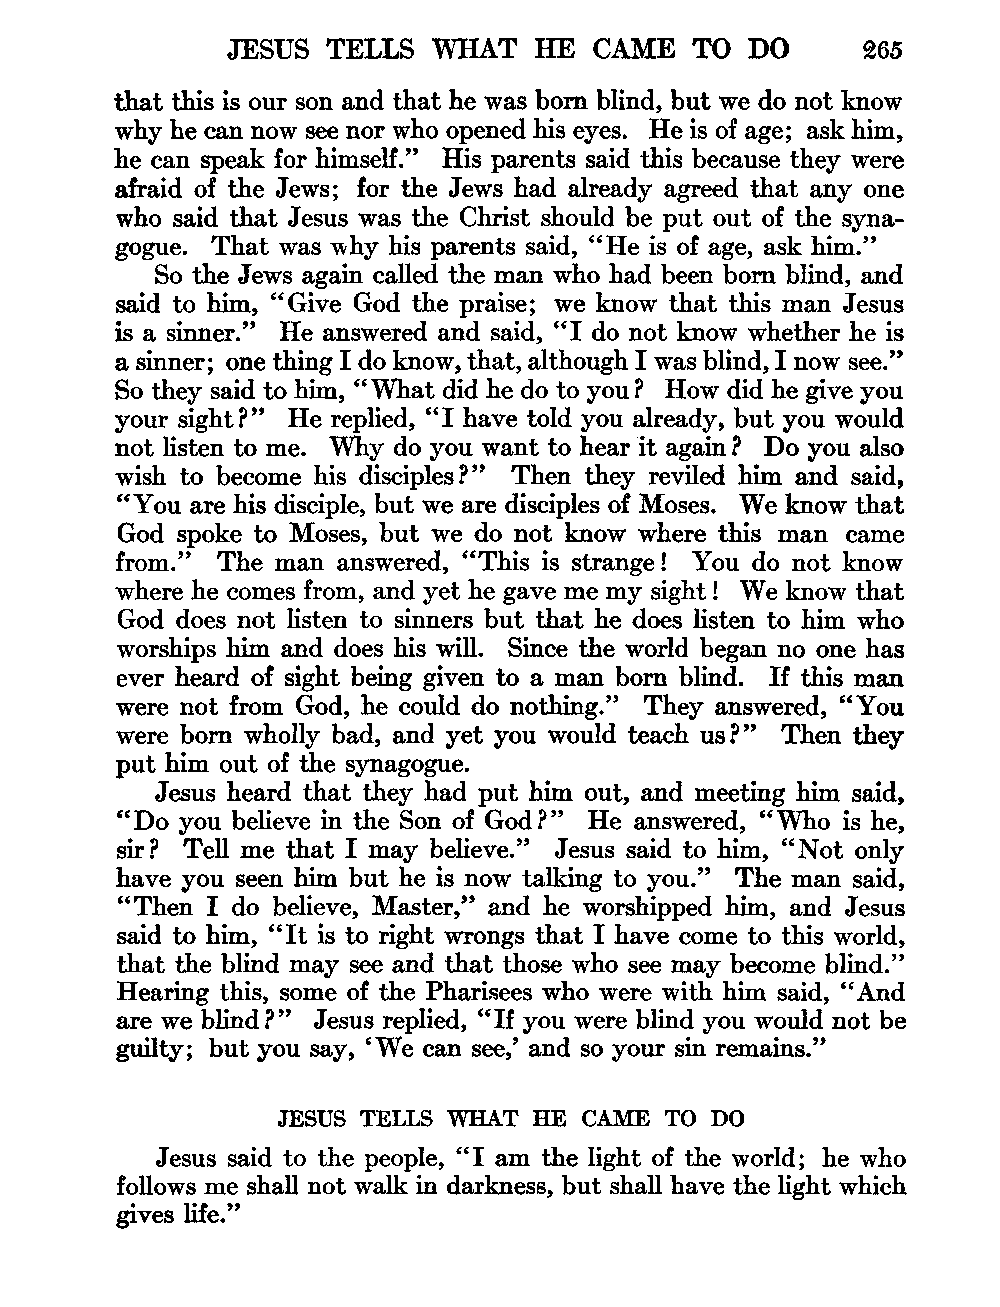 JESUS TELLS WHAT HE CAME TO DO 265
that this is our son and that he was born blind, but we do not know
why he can now see nor who opened his eyes. He is of age; ask him,
he can speak for himself.” His parents said this because they were
afraid of the Jews; for the Jews had already agreed that any one
who said that Jesus was the Christ should be put out of the syna-
gogue. That was why his parents said, “He is of age, ask him.”
So the Jews again called the man who had been born blind, and
said to him, “Give God the praise; we know that this man Jesus
is a sinner.” He answered and said, “I do not know whether he is
a sinner; one thing I do know, that, although I was blind, I now see.”
So they said to him, “What did he do to you? How did he give you
your sight?” He replied, “I have told you already, but you would
not listen to me. Why do you want to hear it again? Do you also
wish to become his disciples?” Then they reviled him and said,
“You are his disciple, but we are disciples of Moses. We know that
God spoke to Moses, but we do not know where this man came
from.” The man answered, “This is strange! You do not know
where he comes from, and yet he gave me my sight! We know that
God does not listen to sinners but that he does listen to him who
worships him and does his will. Since the world began no one has
ever heard of sight being given to a man born blind. If this man
were not from God, he could do nothing.” They answered, “You
were born wholly bad, and yet you would teach us?” Then they
put him out of the synagogue.
Jesus heard that they had put him out, and meeting him said,
“Do you believe in the Son of God?” He answered, “Who is he,
sir? Tell me that I may believe.” Jesus said to him, “Not only
have you seen him but he is now talking to you.” The man said,
“Then I do believe, Master,” and he worshipped him, and Jesus
said to him, “It is to right wrongs that I have come to this world,
that the blind may see and that those who see may become blind.”
Hearing this, some of the Pharisees who were with him said, “And
are we blind?” Jesus replied, “If you were blind you would not be
guilty; but you say, ‘We can see,’ and so your sin remains.”
JESUS TELLS WHAT HE CAME TO DO
Jesus said to the people, “I am the light of the world; he who
follows me shall not walk in darkness, but shall have the light which
gives life.”